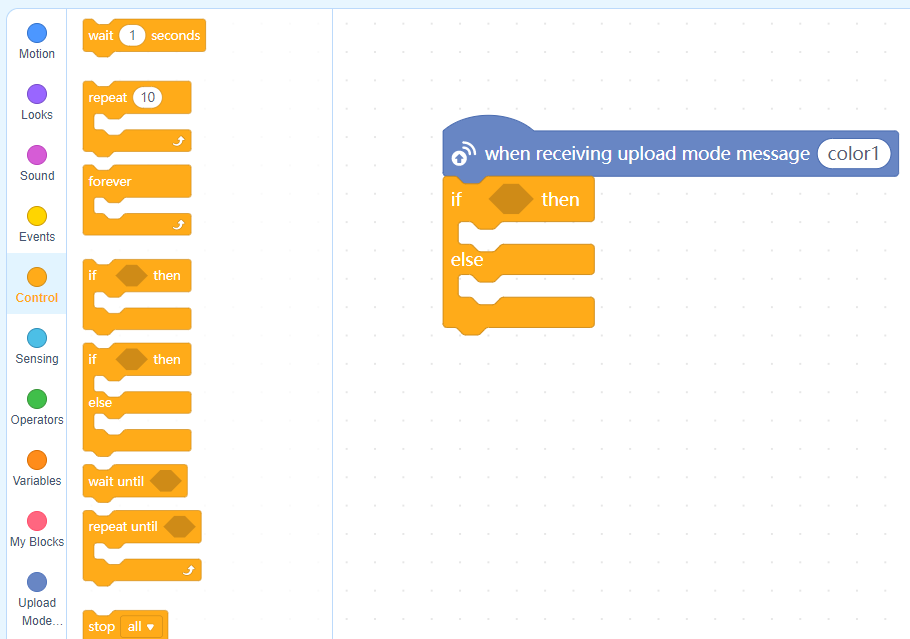 Motion
Looks
Sound
Events
Control
Sensing
Operators
Variables
My Blocks
Upload
Mode...
wait 1 seconds
repeat 10
forever
if then
if then
else
wait until
repeat until
stop all
when receiving upload mode message color1
if then
else